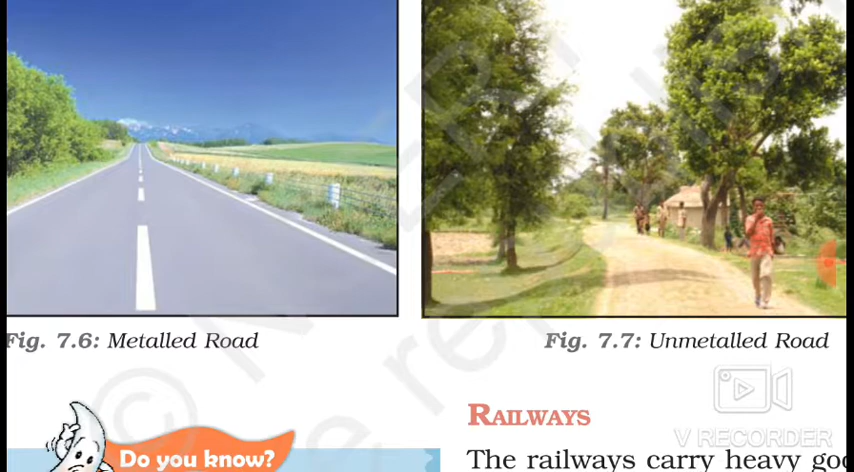 Fig. 7.6: Metalled Road
Fig. 7.7: Unmetalled Road
Do you know?
RAILWAYS
The railways carry heavy
V RECORDER